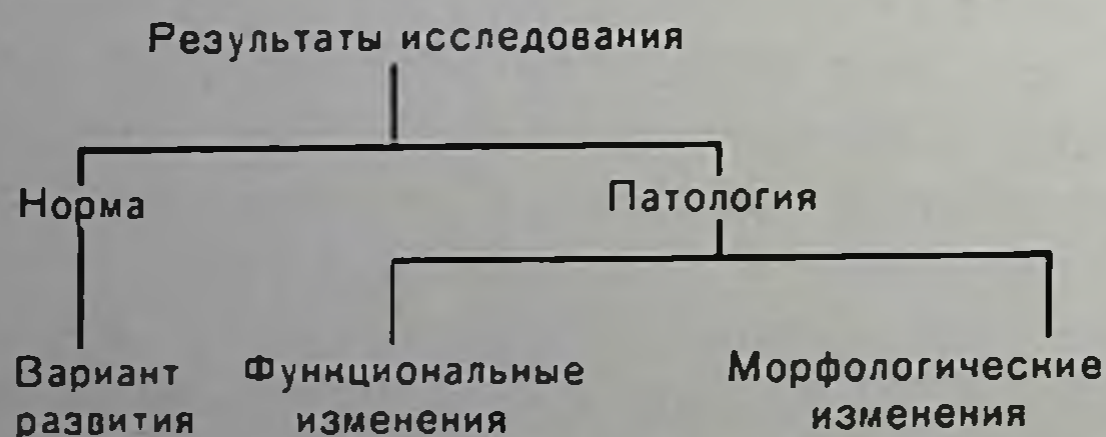 Результаты исследования
Норма
Патология
Вариант
развития
Функциональные
изменения
Морфологические
изменения